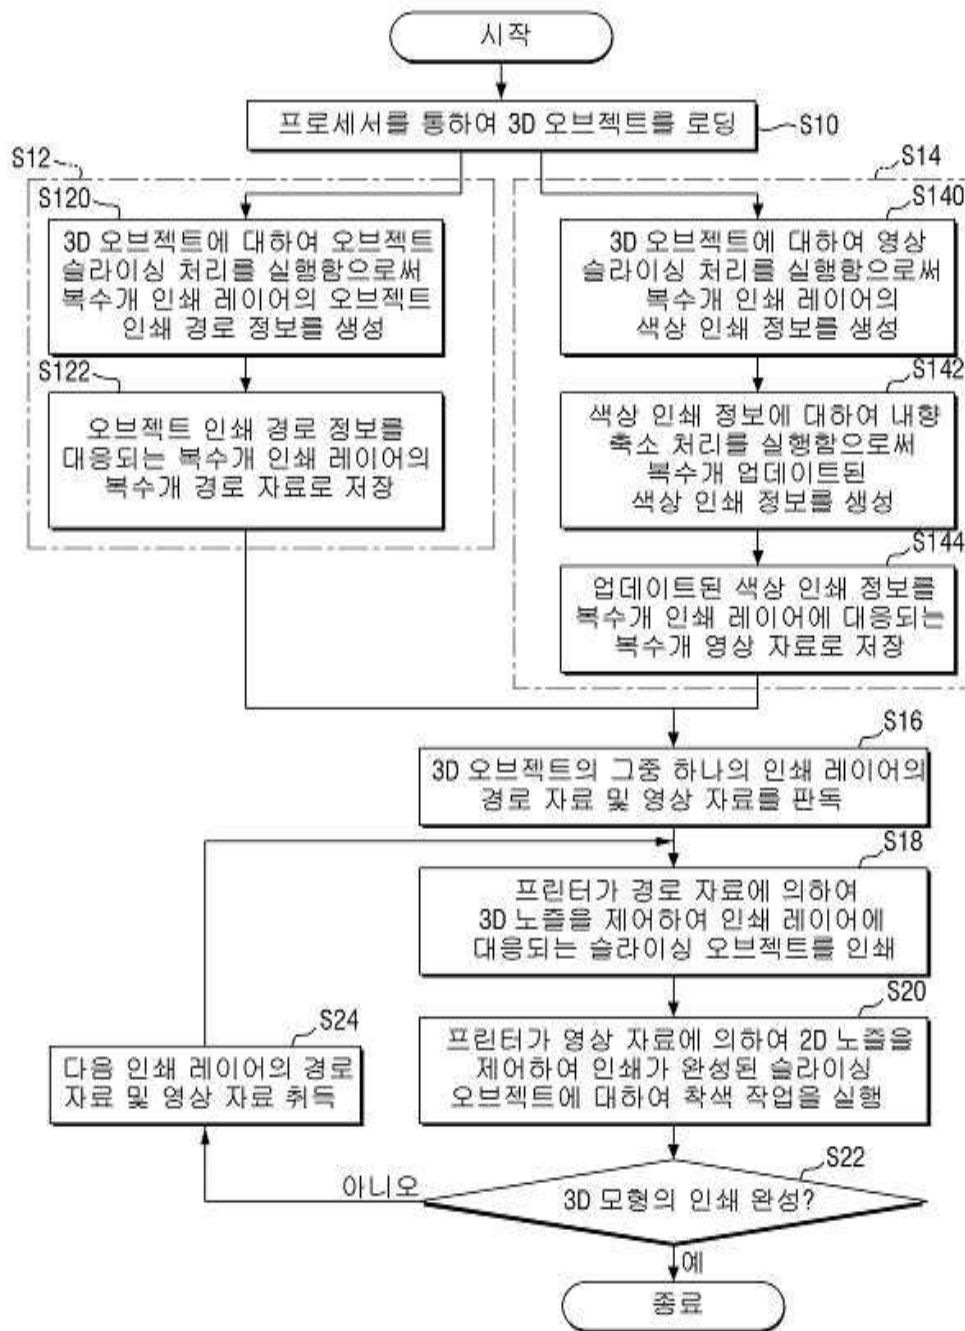 시작
프로세서를 통하여 3D 오브젝트를 로딩
S10
S12
S120
3D 오브젝트에 대하여 오브젝트
슬라이싱 처리를 실행함으로써
복수개 인쇄 레이어의 오브젝트
인쇄 경로 정보를 생성
S122
오브젝트 인쇄 경로 정보를
대응되는 복수개 인쇄 레이어의
복수개 경로 자료로 저장
S14
S140
3D 오브젝트에 대하여 영상
슬라이싱 처리를 실행함으로써
복수개 인쇄 레이어의
색상 인쇄 정보를 생성
S142
색상 인쇄 정보에 대하여 내향
축소 처리를 실행함으로써
복수개 업데이트된
색상 인쇄 정보를 생성
S144
업데이트된 색상 인쇄 정보를
복수개 인쇄 레이어에 대응되는
복수개 영상 자료로 저장
S16
3D 오브젝트의 그중 하나의 인쇄 레이어의
경로 자료 및 영상 자료를 판독
S18
프린터가 경로 자료에 의하여
3D 노즐을 제어하여 인쇄 레이어에
대응되는 슬라이싱 오브젝트를 인쇄
S20
프린터가 영상 자료에 의하여 2D 노즐을
제어하여 인쇄가 완성된 슬라이싱
오브젝트에 대하여 착색 작업을 실행
S24
다음 인쇄 레이어의 경로
자료 및 영상 자료 취득
S22
아니오
3D 모형의 인쇄 완성?
예
종료